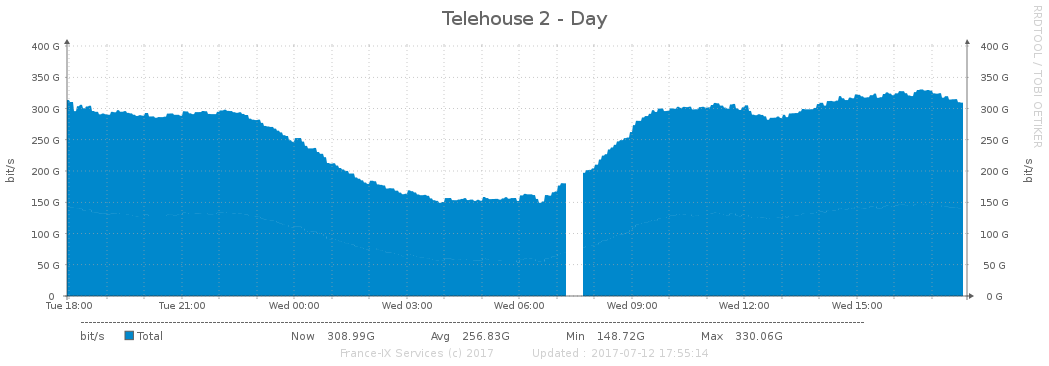 Telehouse 2 - Day
RRDTOOL / TOBI OETIKER
400 G 400 G
350 G 350 G
300 G 300 G
250 G 250 G
200 G 200 G
150 G 150 G
100 G 100 G
50 G 50 G
0 0 G
bit/s bit/s
Tue 18:00 Tue 21:00 Wed 00:00 Wed 03:00 Wed 06:00 Wed 09:00 Wed 12:00 Wed 15:00
bit/s Total Now 308.99G Avg 256.83G Min 148.72G Max 330.06G
France-IX Services (c) 2017 Updated : 2017-07-12 17:55:14